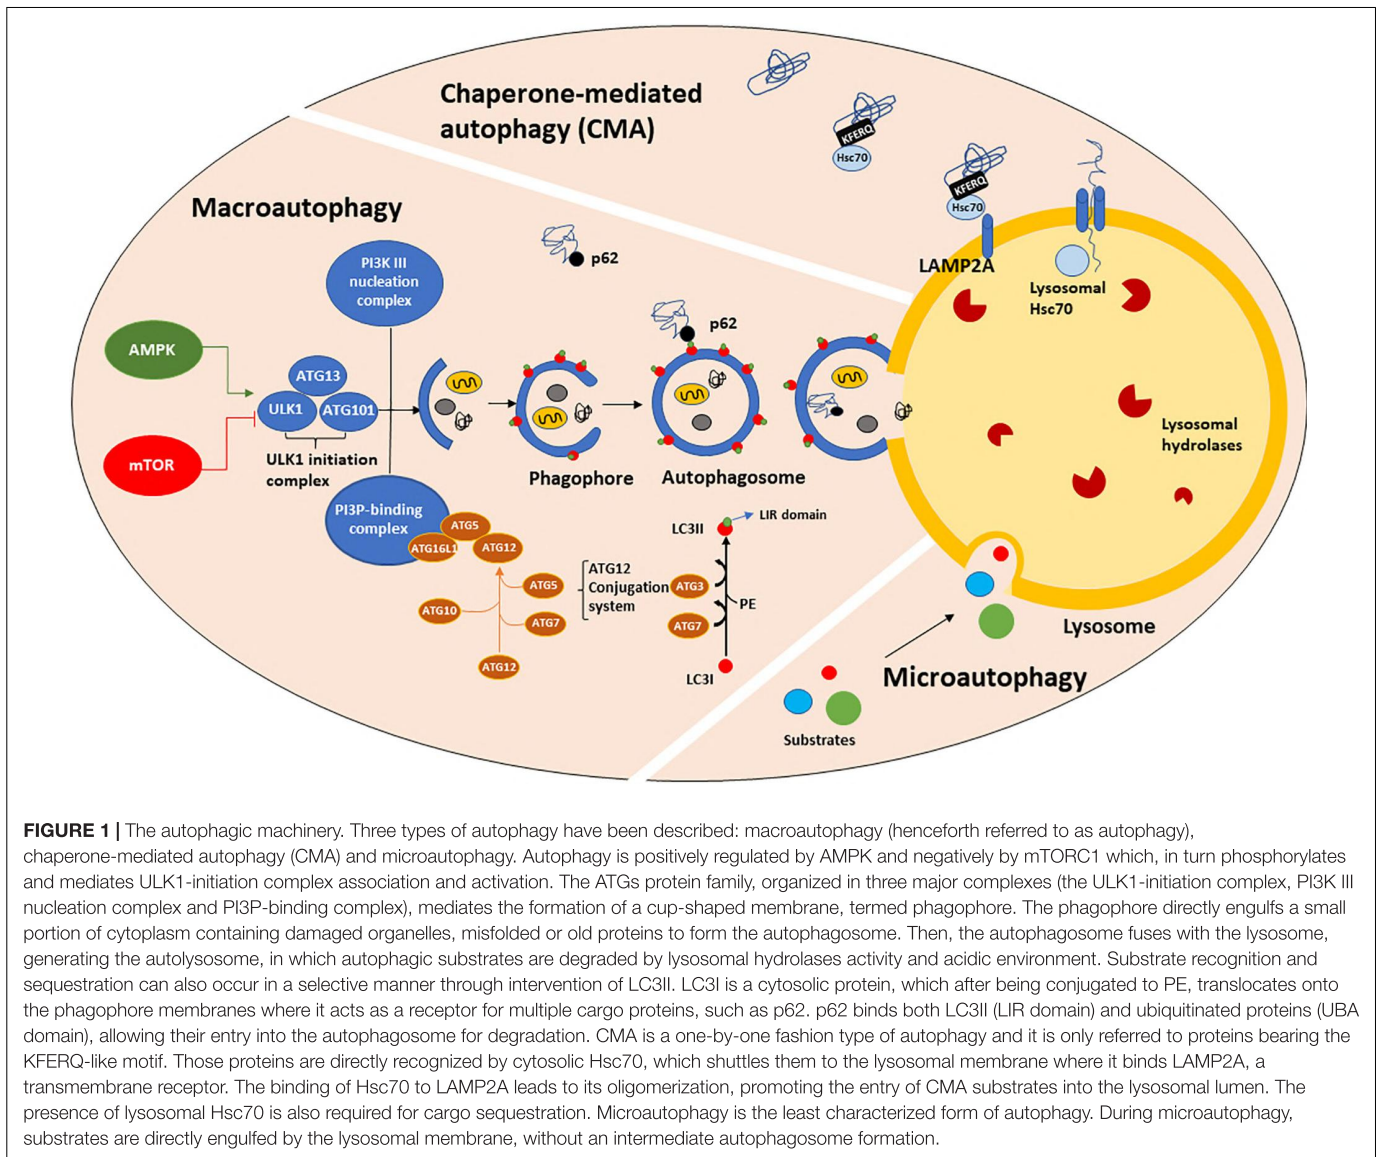 Chaperone-mediated
autophagy (CMA)
KFERQ
Hsc70
KFERQ
Hsc70
LAMP2A
Lysosomal
Hsc70
Macroautophagy
p62
PI3K III
nucleation
complex
AMPK
mTOR
ATG13
ULK1
ATG101
ULK1 initiation
complex
p62
Phagophore
Autophagosome
Lysosomal
hydrolases
PI3P-binding
complex
ATG5
ATG16L1
ATG12
ATG5
ATG10
ATG7
ATG12
ATG12
Conjugation
system
LC3II
LIR domain
ATG3
PE
ATG7
LC3I
Lysosome
Microautophagy
Substrates
FIGURE 1 | The autophagic machinery. Three types of autophagy have been described: macroautophagy (henceforth referred to as autophagy),
chaperone-mediated autophagy (CMA) and microautophagy. Autophagy is positively regulated by AMPK and negatively by mTORC1 which, in turn phosphorylates
and mediates ULK1-initiation complex association and activation. The ATGs protein family, organized in three major complexes (the ULK1-initiation complex, PI3K III
nucleation complex and PI3P-binding complex), mediates the formation of a cup-shaped membrane, termed phagophore. The phagophore directly engulfs a small
portion of cytoplasm containing damaged organelles, misfolded or old proteins to form the autophagosome. Then, the autophagosome fuses with the lysosome,
generating the autolysosome, in which autophagic substrates are degraded by lysosomal hydrolases activity and acidic environment. Substrate recognition and
sequestration can also occur in a selective manner through intervention of LC3II. LC3I is a cytosolic protein, which after being conjugated to PE, translocates onto
the phagophore membranes where it acts as a receptor for multiple cargo proteins, such as p62. p62 binds both LC3II (LIR domain) and ubiquitinated proteins (UBA
domain), allowing their entry into the autophagosome for degradation. CMA is a one-by-one fashion type of autophagy and it is only referred to proteins bearing the
KFERQ-like motif. Those proteins are directly recognized by cytosolic Hsc70, which shuttles them to the lysosomal membrane where it binds LAMP2A, a
transmembrane receptor. The binding of Hsc70 to LAMP2A leads to its oligomerization, promoting the entry of CMA substrates into the lysosomal lumen. The
presence of lysosomal Hsc70 is also required for cargo sequestration. Microautophagy is the least characterized form of autophagy. During microautophagy,
substrates are directly engulfed by the lysosomal membrane, without an intermediate autophagosome formation.